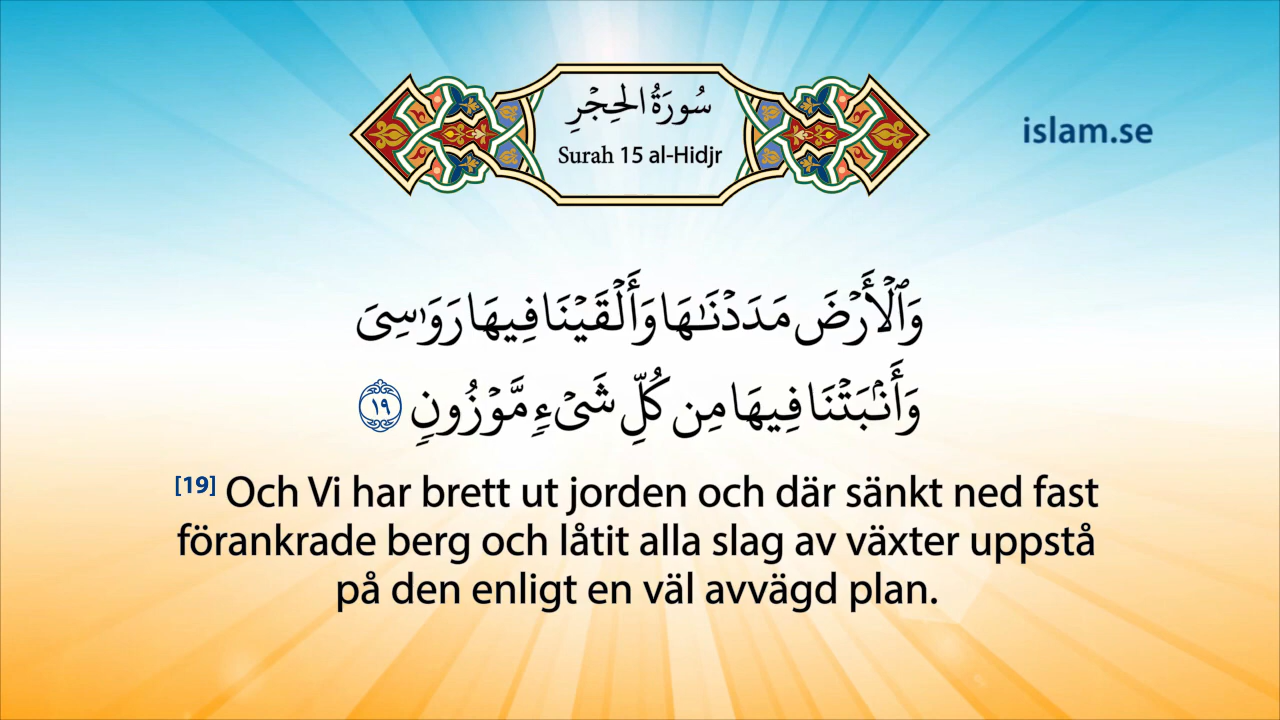 سُورَةُ الحِجْرِ
Surah 15 al-Hidjr
islam.se
وَٱلْأَرْضَ مَدَدْنَـٰهَا وَأَلْقَيْنَا فِيهَا رَوَٰسِىَ
وَأَنۢبَتْنَا فِيهَا مِن كُلِّ شَىْءٍ مَّوْزُونٍ ١٩
[19] Och Vi har brett ut jorden och där sänkt ned fast
förankrade berg och låtit alla slag av växter uppstå
på den enligt en väl avvägd plan.